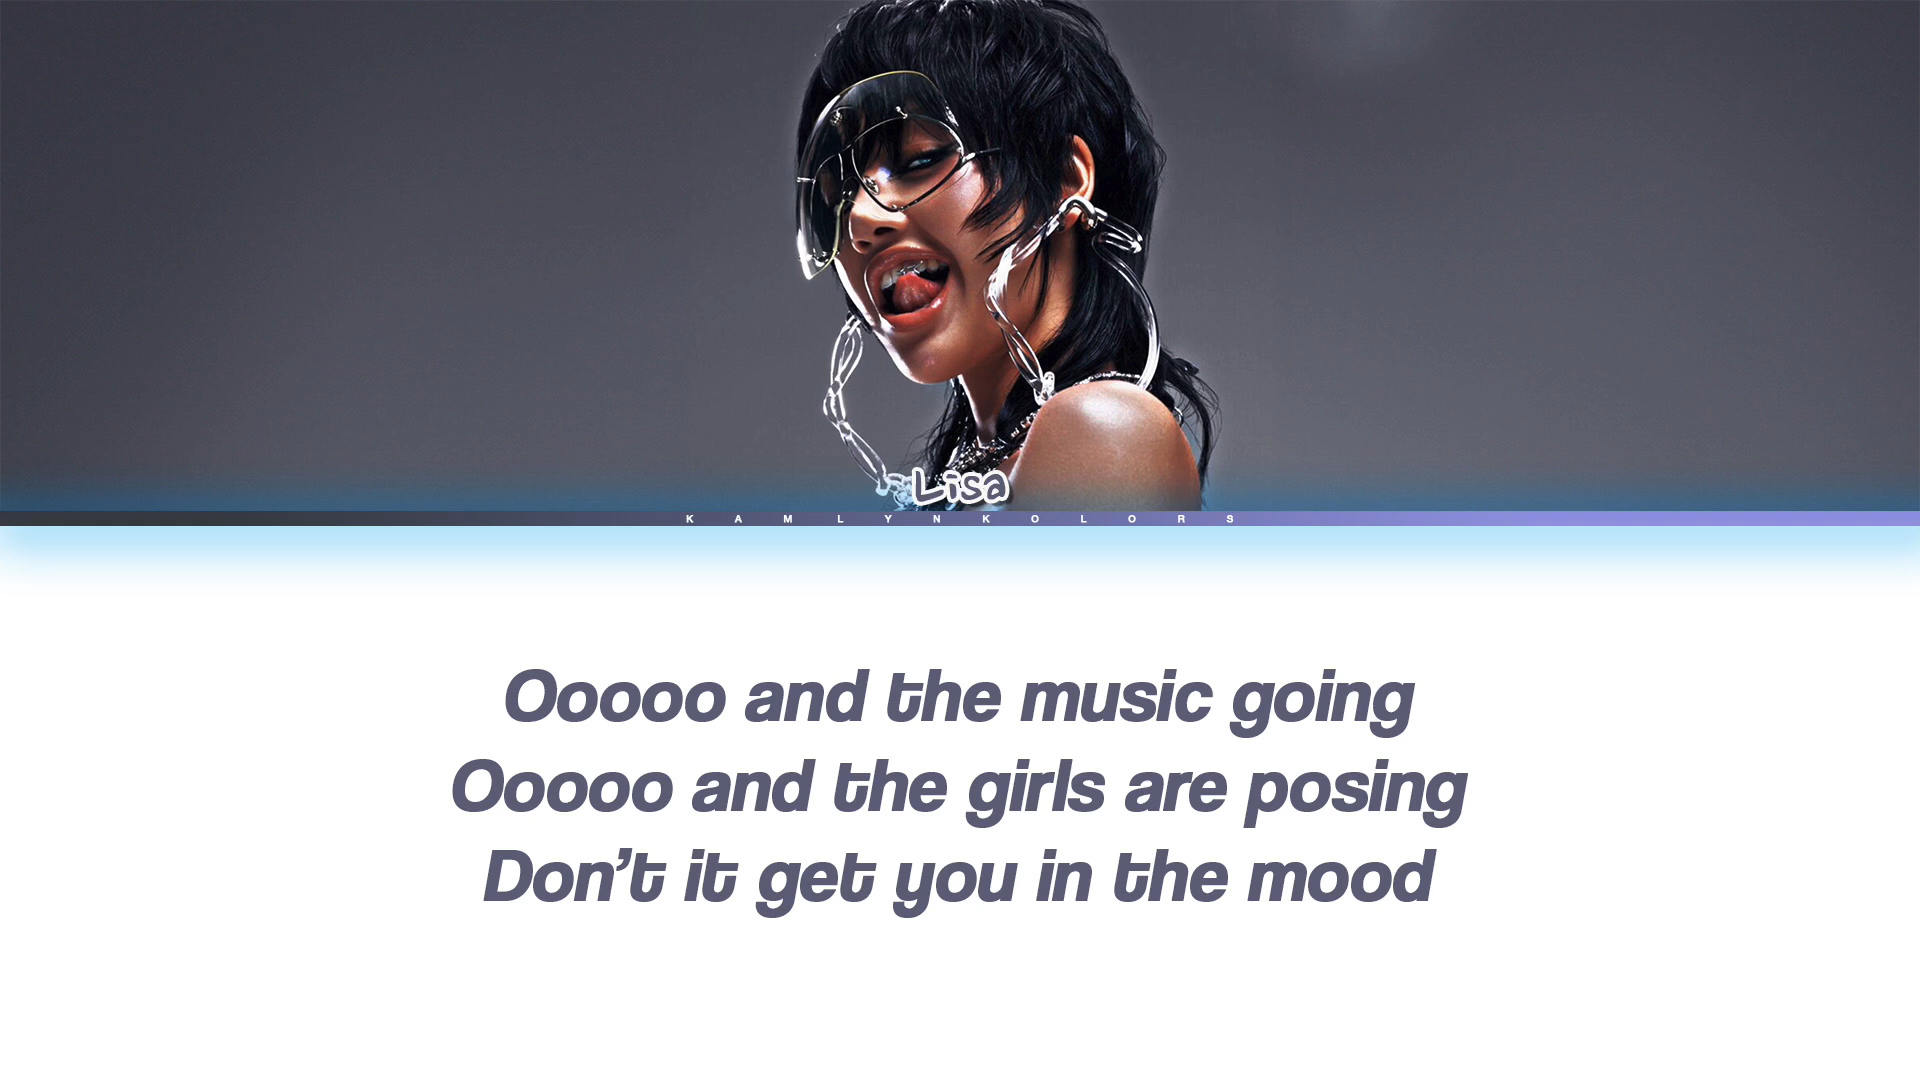 Lisa
KAMLYNKOLORS
Ooooo and the music going
Ooooo and the girls are posing
Don't it get you in the mood